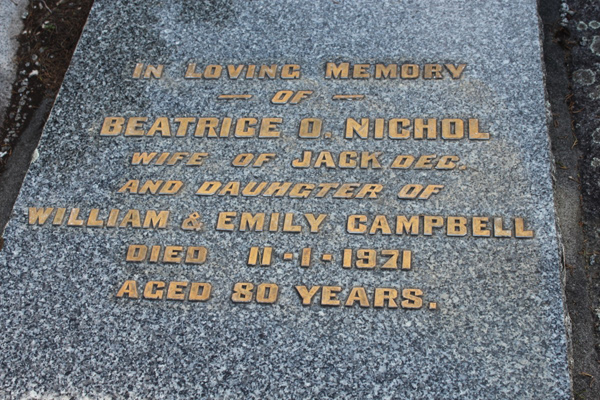 IN LOVING MEMORY
— OF —
BEATRICE O. NICHOL
WIFE OF JACK DEC.
AND DAUHGTER OF
WILLIAM & EMILY CAMPBELL
DIED 11-1-1971
AGED 80 YEARS.